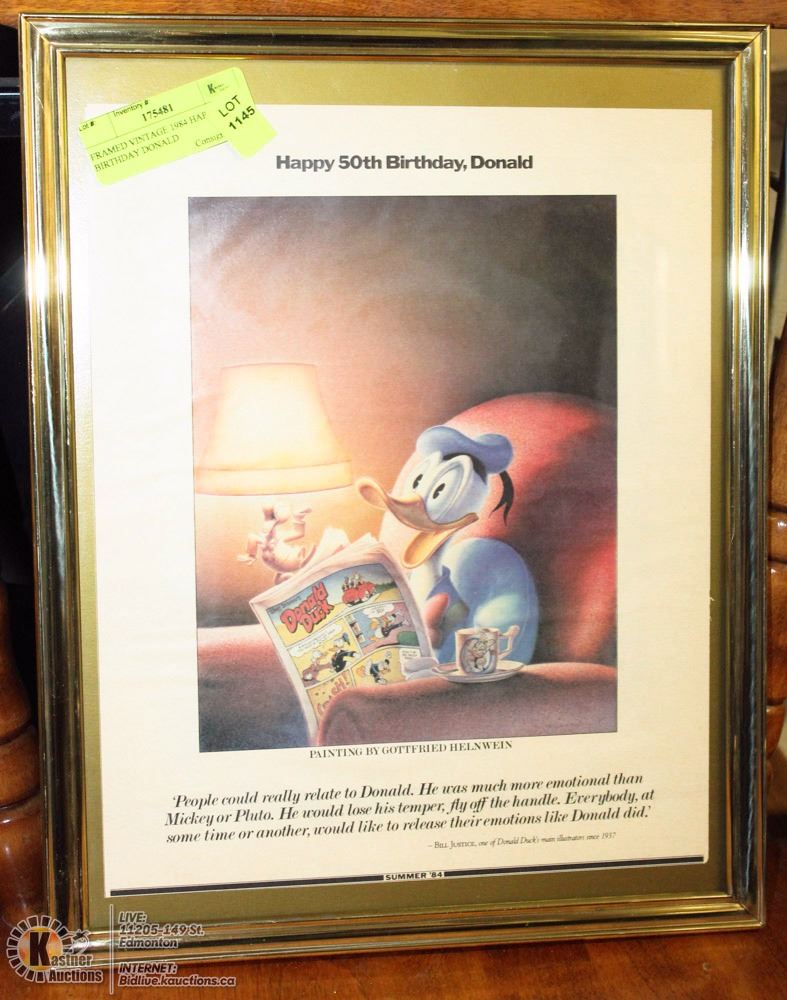 Lot #
Inventory #
175481
K
LOT
1145
FRAMED VINTAGE 1984 HAP
BIRTHDAY DONALD
Consign
Happy 50th Birthday, Donald
Donald
Duck
PAINTING BY GOTTFRIED HELNWEIN
'People could really relate to Donald. He was much more emotional than
Mickey or Pluto. He would lose his temper, fly off the handle. Everybody, at
some time or another, would like to release their emotions like Donald did.'
– BILL JUSTICE, one of Donald Duck's main illustrators since 1937
SUMMER '84
K
Kastner
Auctions
LIVE:
11205-149 St.
Edmonton
INTERNET:
Bidlive.kauctions.ca